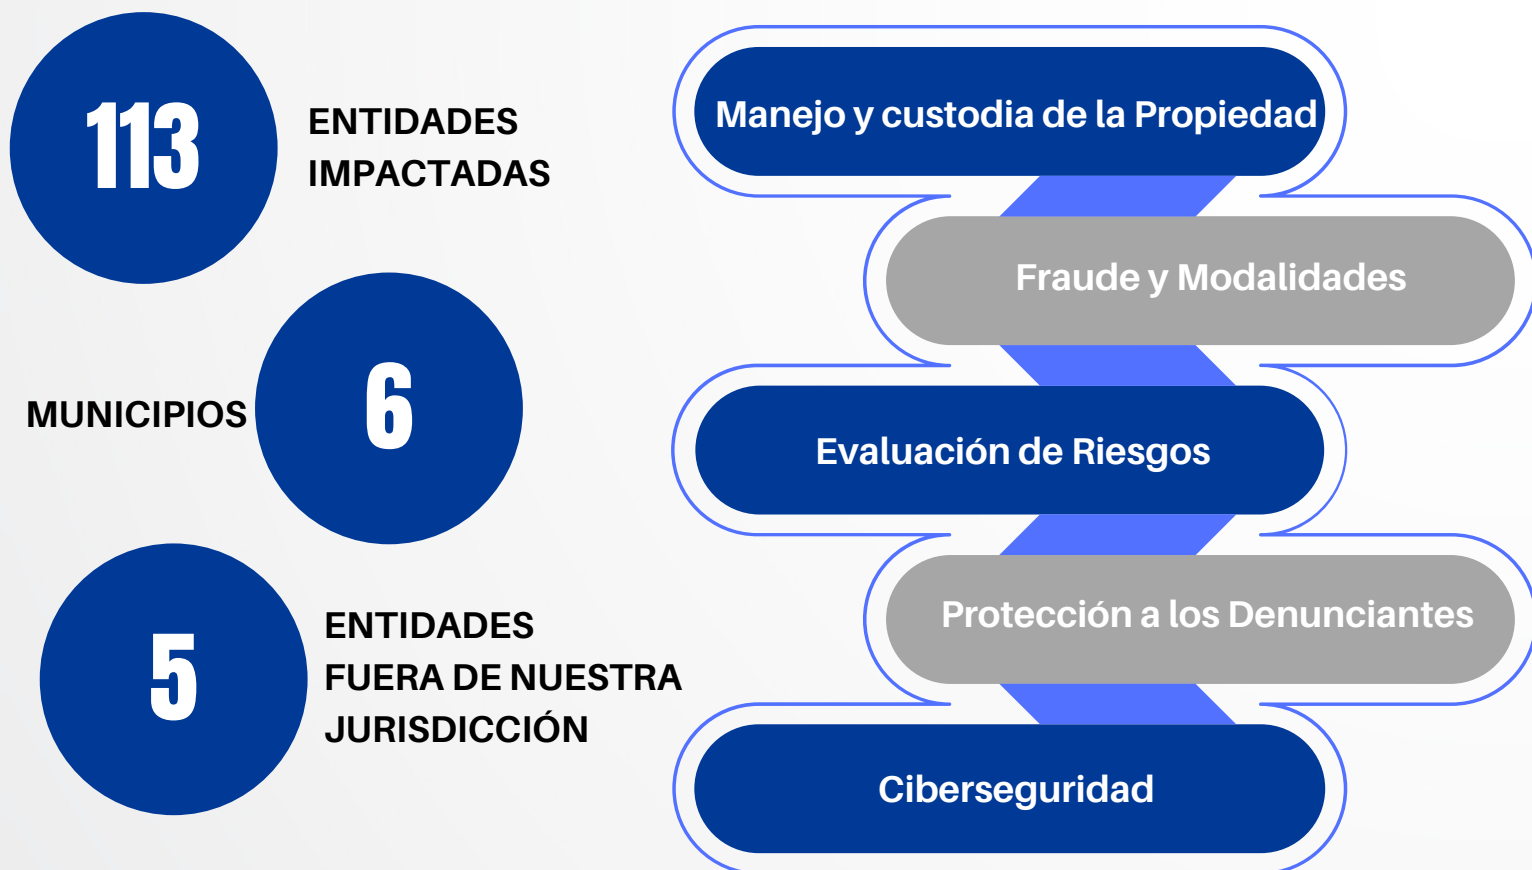 113
ENTIDADES
IMPACTADAS
MUNICIPIOS
6
5
ENTIDADES
FUERA DE NUESTRA
JURISDICCIÓN
Manejo y custodia de la Propiedad
Fraude y Modalidades
Evaluación de Riesgos
Protección a los Denunciantes
Ciberseguridad